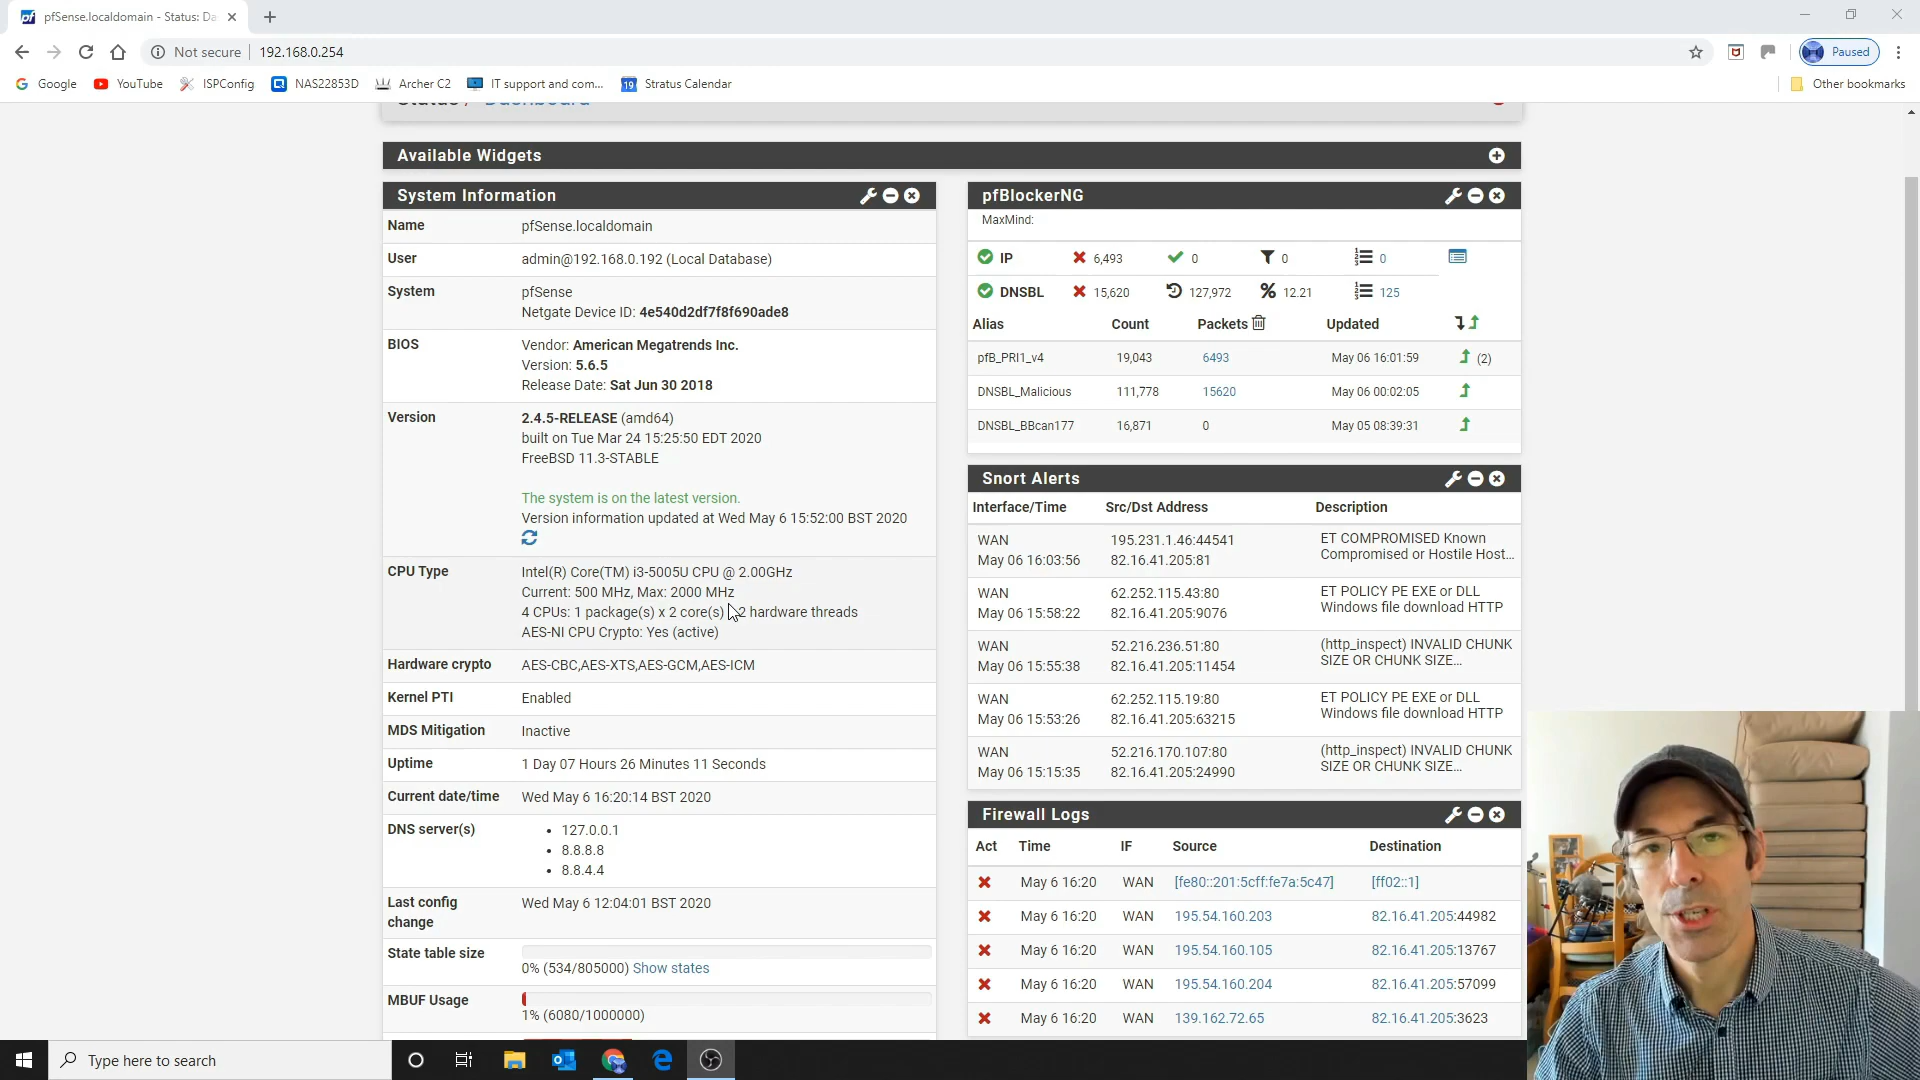 pfSense.localdomain - Status: Da
Not secure
192.168.0.254
Paused
Google
YouTube
ISPConfig
NAS22853D
Archer C2
IT support and com...
19
Stratus Calendar
Other bookmarks
Status / Dashboard
Available Widgets
System Information
Name pfSense.localdomain
User admin@192.168.0.192 (Local Database)
System pfSense
Netgate Device ID: 4e540d2df7f8f690ade8
BIOS Vendor: American Megatrends Inc.
Version: 5.6.5
Release Date: Sat Jun 30 2018
Version 2.4.5-RELEASE (amd64)
built on Tue Mar 24 15:25:50 EDT 2020
FreeBSD 11.3-STABLE
The system is on the latest version.
Version information updated at Wed May 6 15:52:00 BST 2020
CPU Type Intel(R) Core(TM) i3-5005U CPU @ 2.00GHz
Current: 500 MHz, Max: 2000 MHz
4 CPUs: 1 package(s) x 2 core(s) 2 hardware threads
AES-NI CPU Crypto: Yes (active)
Hardware crypto AES-CBC,AES-XTS,AES-GCM,AES-ICM
Kernel PTI Enabled
MDS Mitigation Inactive
Uptime 1 Day 07 Hours 26 Minutes 11 Seconds
Current date/time Wed May 6 16:20:14 BST 2020
DNS server(s) • 127.0.0.1
• 8.8.8.8
• 8.8.4.4
Last config change Wed May 6 12:04:01 BST 2020
State table size
0% (534/805000) Show states
MBUF Usage
1% (6080/1000000)
pfBlockerNG
MaxMind:
IP 6,493 0 0 0
DNSBL 15,620 127,972 % 12.21 125
Alias Count Packets Updated
pfB_PRI1_v4 19,043 6493 May 06 16:01:59 (2)
DNSBL_Malicious 111,778 15620 May 06 00:02:05
DNSBL_BBcan177 16,871 0 May 05 08:39:31
Snort Alerts
Interface/Time Src/Dst Address Description
WAN 195.231.1.46:44541 ET COMPROMISED Known
May 06 16:03:56 82.16.41.205:81 Compromised or Hostile Host...
WAN 62.252.115.43:80 ET POLICY PE EXE or DLL
May 06 15:58:22 82.16.41.205:9076 Windows file download HTTP
WAN 52.216.236.51:80 (http_inspect) INVALID CHUNK
May 06 15:55:38 82.16.41.205:11454 SIZE OR CHUNK SIZE...
WAN 62.252.115.19:80 ET POLICY PE EXE or DLL
May 06 15:53:26 82.16.41.205:63215 Windows file download HTTP
WAN 52.216.170.107:80 (http_inspect) INVALID CHUNK
May 06 15:15:35 82.16.41.205:24990 SIZE OR CHUNK SIZE...
Firewall Logs
Act Time IF Source Destination
May 6 16:20 WAN [fe80::201:5cff:fe7a:5c47] [ff02::1]
May 6 16:20 WAN 195.54.160.203 82.16.41.205:44982
May 6 16:20 WAN 195.54.160.105 82.16.41.205:13767
May 6 16:20 WAN 195.54.160.204 82.16.41.205:57099
May 6 16:20 WAN 139.162.72.65 82.16.41.205:3623
Type here to search